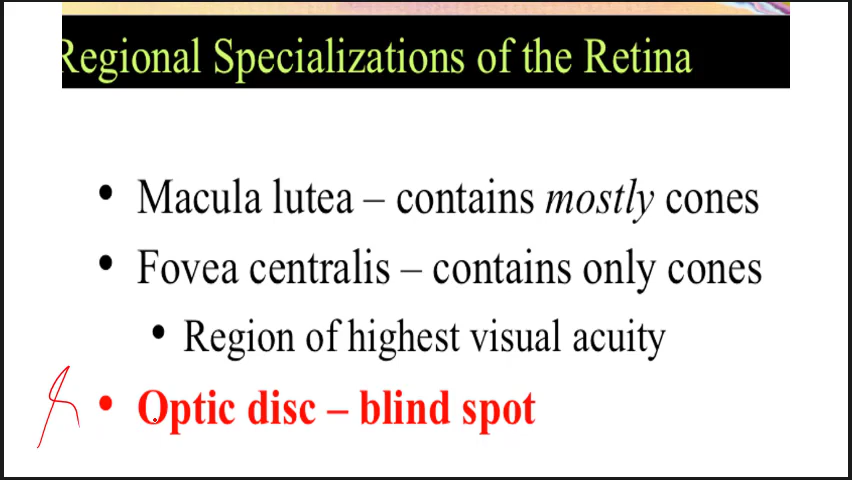 Regional Specializations of the Retina
• Macula lutea – contains mostly cones
• Fovea centralis – contains only cones
• Region of highest visual acuity
• Optic disc – blind spot